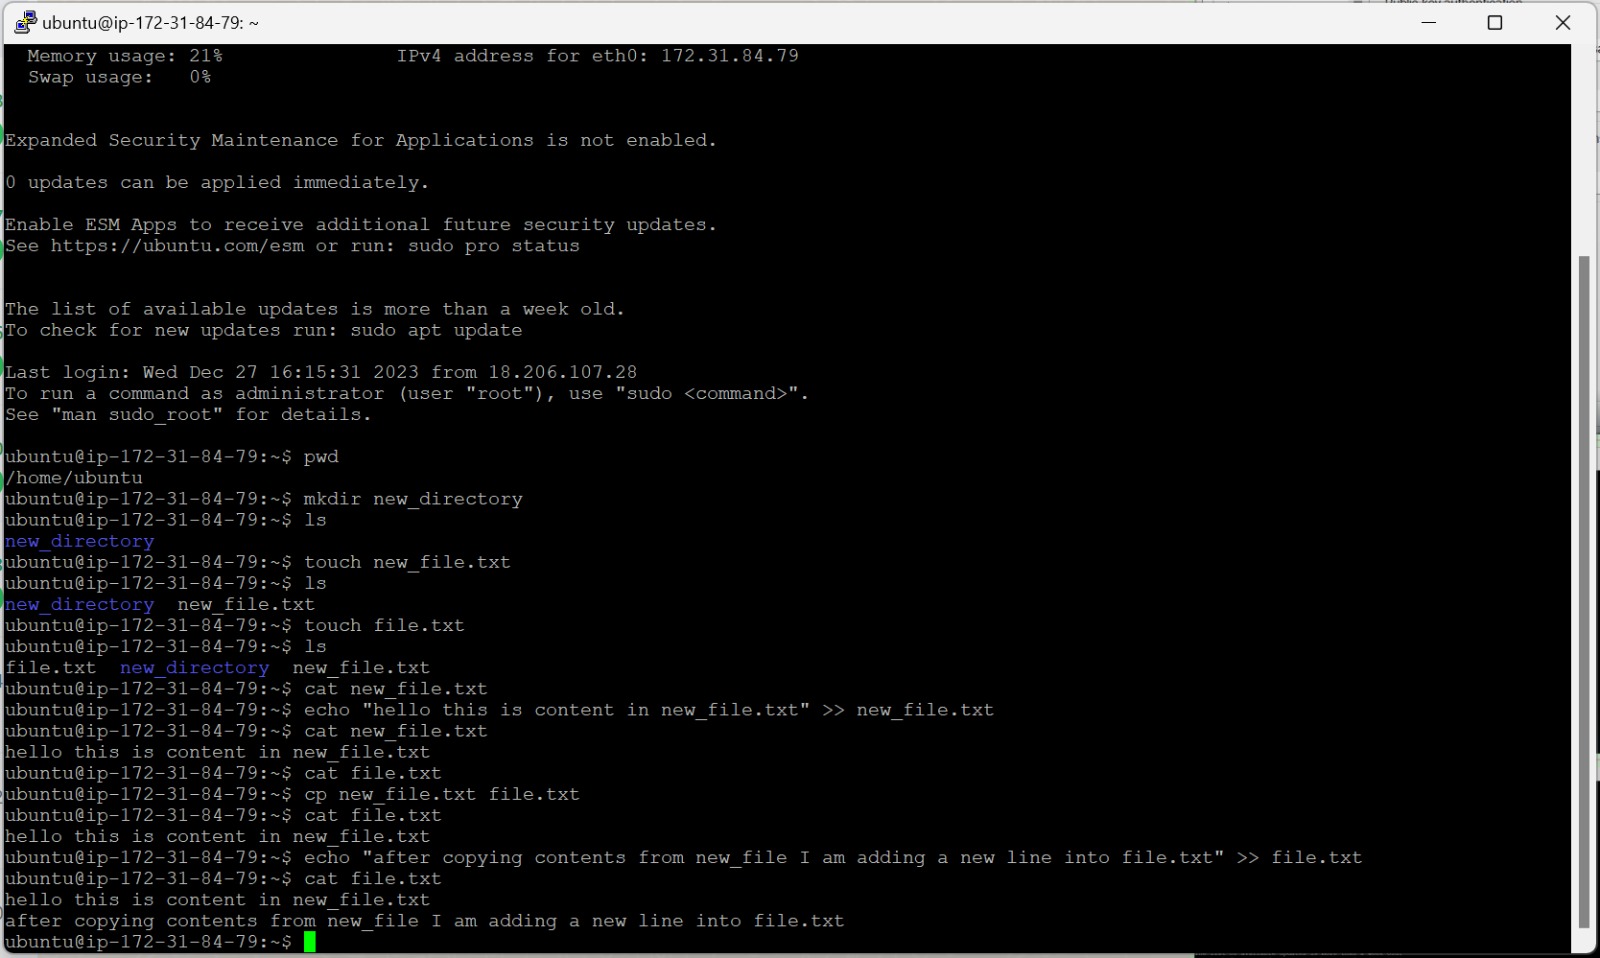 ubuntu@ip-172-31-84-79: ~
Memory usage: 21% IPv4 address for eth0: 172.31.84.79
Swap usage: 0%
Expanded Security Maintenance for Applications is not enabled.
0 updates can be applied immediately.
Enable ESM Apps to receive additional future security updates.
See https://ubuntu.com/esm or run: sudo pro status
The list of available updates is more than a week old.
To check for new updates run: sudo apt update
Last login: Wed Dec 27 16:15:31 2023 from 18.206.107.28
To run a command as administrator (user "root"), use "sudo <command>".
See "man sudo_root" for details.
ubuntu@ip-172-31-84-79:~$ pwd
/home/ubuntu
ubuntu@ip-172-31-84-79:~$ mkdir new_directory
ubuntu@ip-172-31-84-79:~$ ls
new_directory
ubuntu@ip-172-31-84-79:~$ touch new_file.txt
ubuntu@ip-172-31-84-79:~$ ls
new_directory new_file.txt
ubuntu@ip-172-31-84-79:~$ touch file.txt
ubuntu@ip-172-31-84-79:~$ ls
file.txt new_directory new_file.txt
ubuntu@ip-172-31-84-79:~$ cat new_file.txt
ubuntu@ip-172-31-84-79:~$ echo "hello this is content in new_file.txt" >> new_file.txt
ubuntu@ip-172-31-84-79:~$ cat new_file.txt
hello this is content in new_file.txt
ubuntu@ip-172-31-84-79:~$ cat file.txt
ubuntu@ip-172-31-84-79:~$ cp new_file.txt file.txt
ubuntu@ip-172-31-84-79:~$ cat file.txt
hello this is content in new_file.txt
ubuntu@ip-172-31-84-79:~$ echo "after copying contents from new_file I am adding a new line into file.txt" >> file.txt
ubuntu@ip-172-31-84-79:~$ cat file.txt
hello this is content in new_file.txt
after copying contents from new_file I am adding a new line into file.txt
ubuntu@ip-172-31-84-79:~$